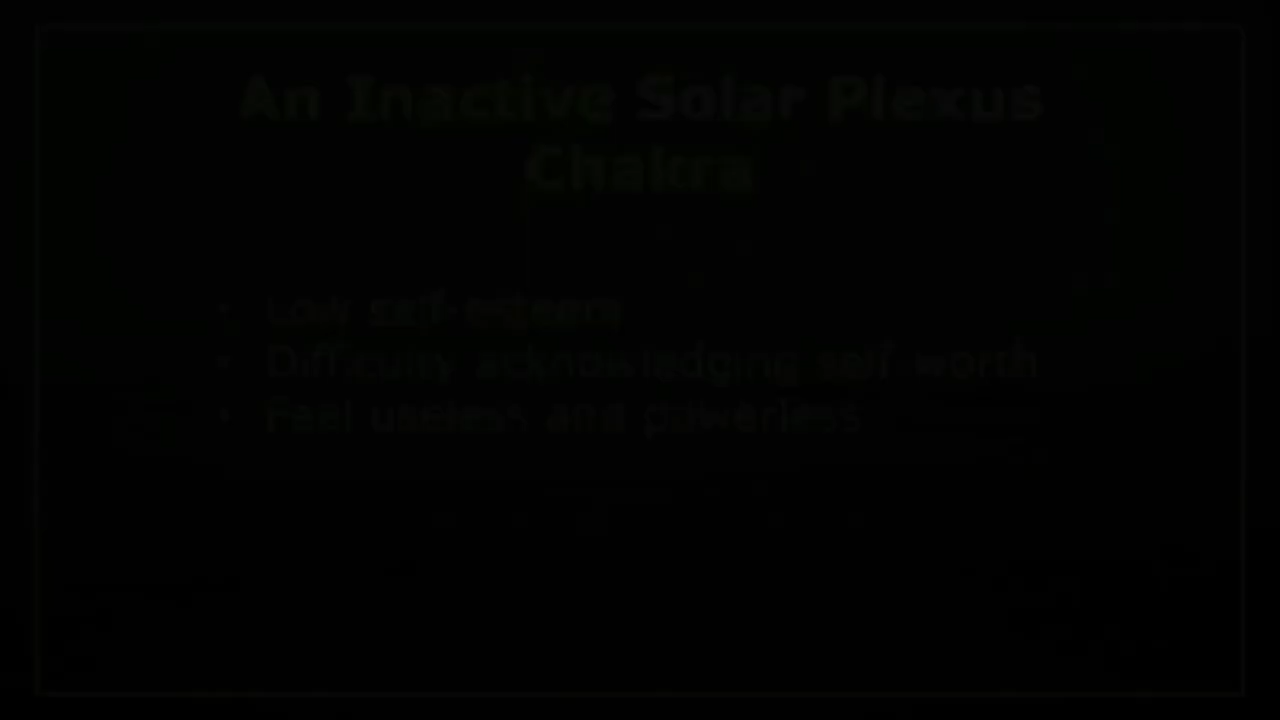 An Inactive Solar Plexus
Chakra
• Low self-esteem
• Difficulty acknowledging self worth
• Feel useless and powerless